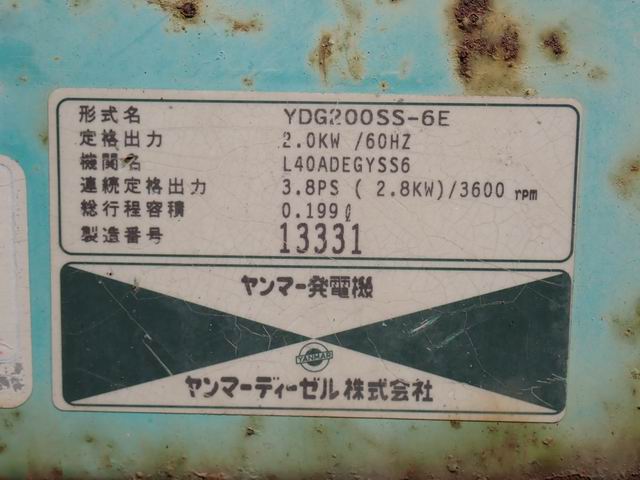 形式名 YDG200SS-6E
定格出力 2.0KW /60HZ
機関名 L40ADEGYSS6
連続定格出力 3.8PS ( 2.8KW)/3600 rpm
総行程容積 0.199ℓ
製造番号 13331
ヤンマー発電機
YANMAR
ヤンマーディーゼル株式会社